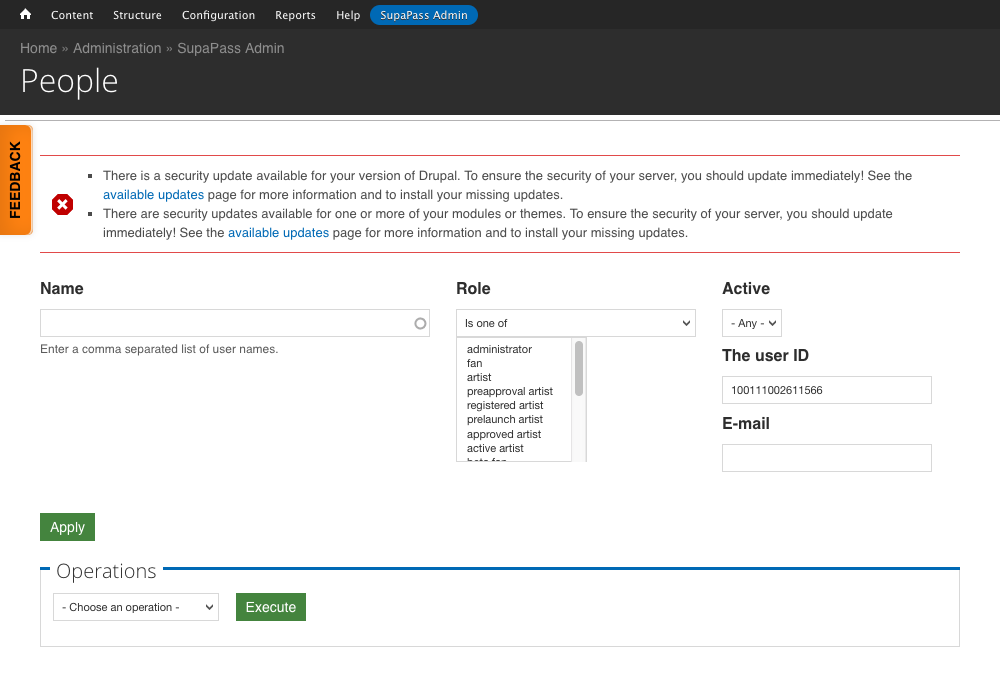 Content Structure Configuration Reports Help SupaPass Admin
Home » Administration » SupaPass Admin
People
FEEDBACK
There is a security update available for your version of Drupal. To ensure the security of your server, you should update immediately! See the
available updates page for more information and to install your missing updates.
There are security updates available for one or more of your modules or themes. To ensure the security of your server, you should update
immediately! See the available updates page for more information and to install your missing updates.
Name
Enter a comma separated list of user names.
Role
Is one of
administrator
fan
artist
preapproval artist
registered artist
prelaunch artist
approved artist
active artist
Active
- Any -
The user ID
100111002611566
E-mail
Apply
Operations
- Choose an operation - Execute